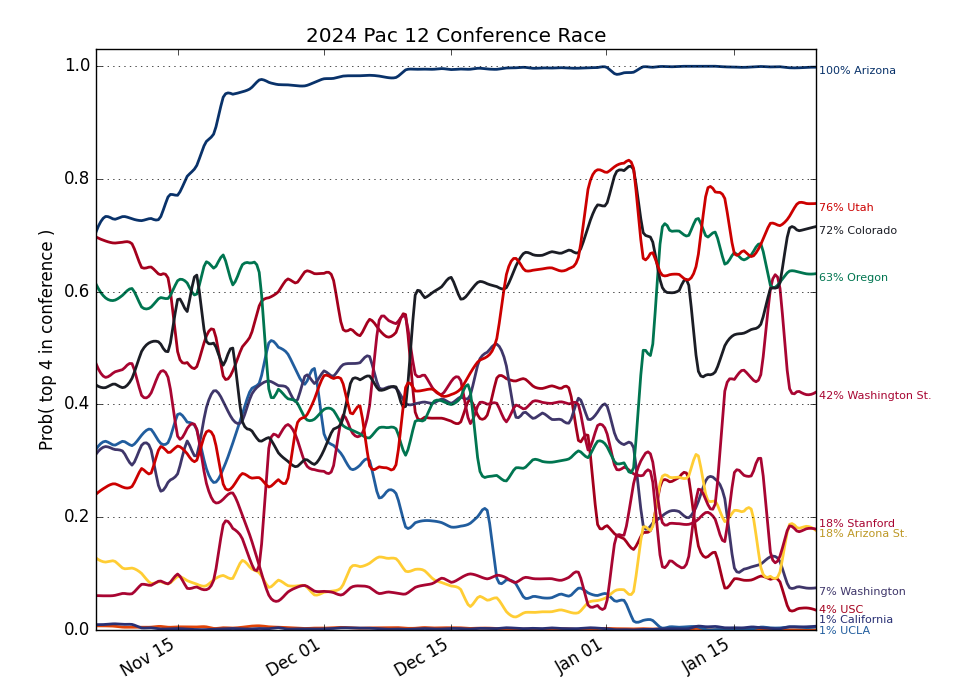 2024 Pac 12 Conference Race
Prob( top 4 in conference )
1.0
0.8
0.6
0.4
0.2
0.0
Nov 15
Dec 01
Dec 15
Jan 01
Jan 15
100% Arizona
76% Utah
72% Colorado
63% Oregon
42% Washington St.
18% Stanford
18% Arizona St.
7% Washington
4% USC
1% California
1% UCLA